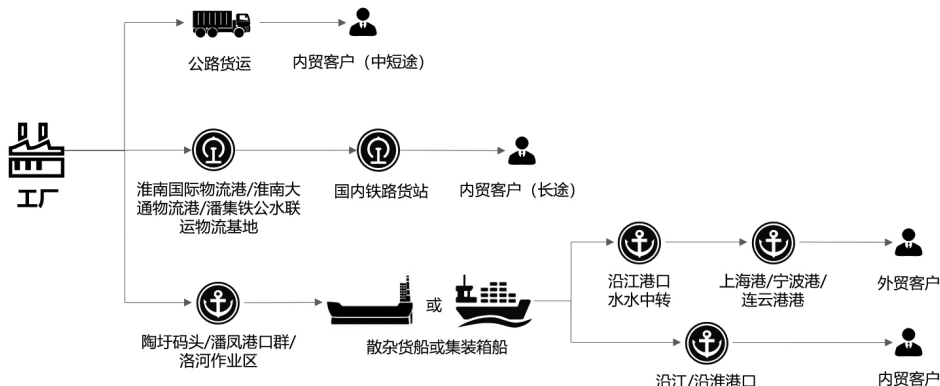 公路货运
内贸客户（中短途）
工厂
淮南国际物流港/淮南大
通物流港/潘集铁公水联
运物流基地
国内铁路货站
内贸客户（长途）
陶圩码头/潘凤港口群/
洛河作业区
或
散杂货船或集装箱船
沿江港口
水水中转
上海港/宁波港/
连云港港
外贸客户
沿江/沿淮港口
内贸客户